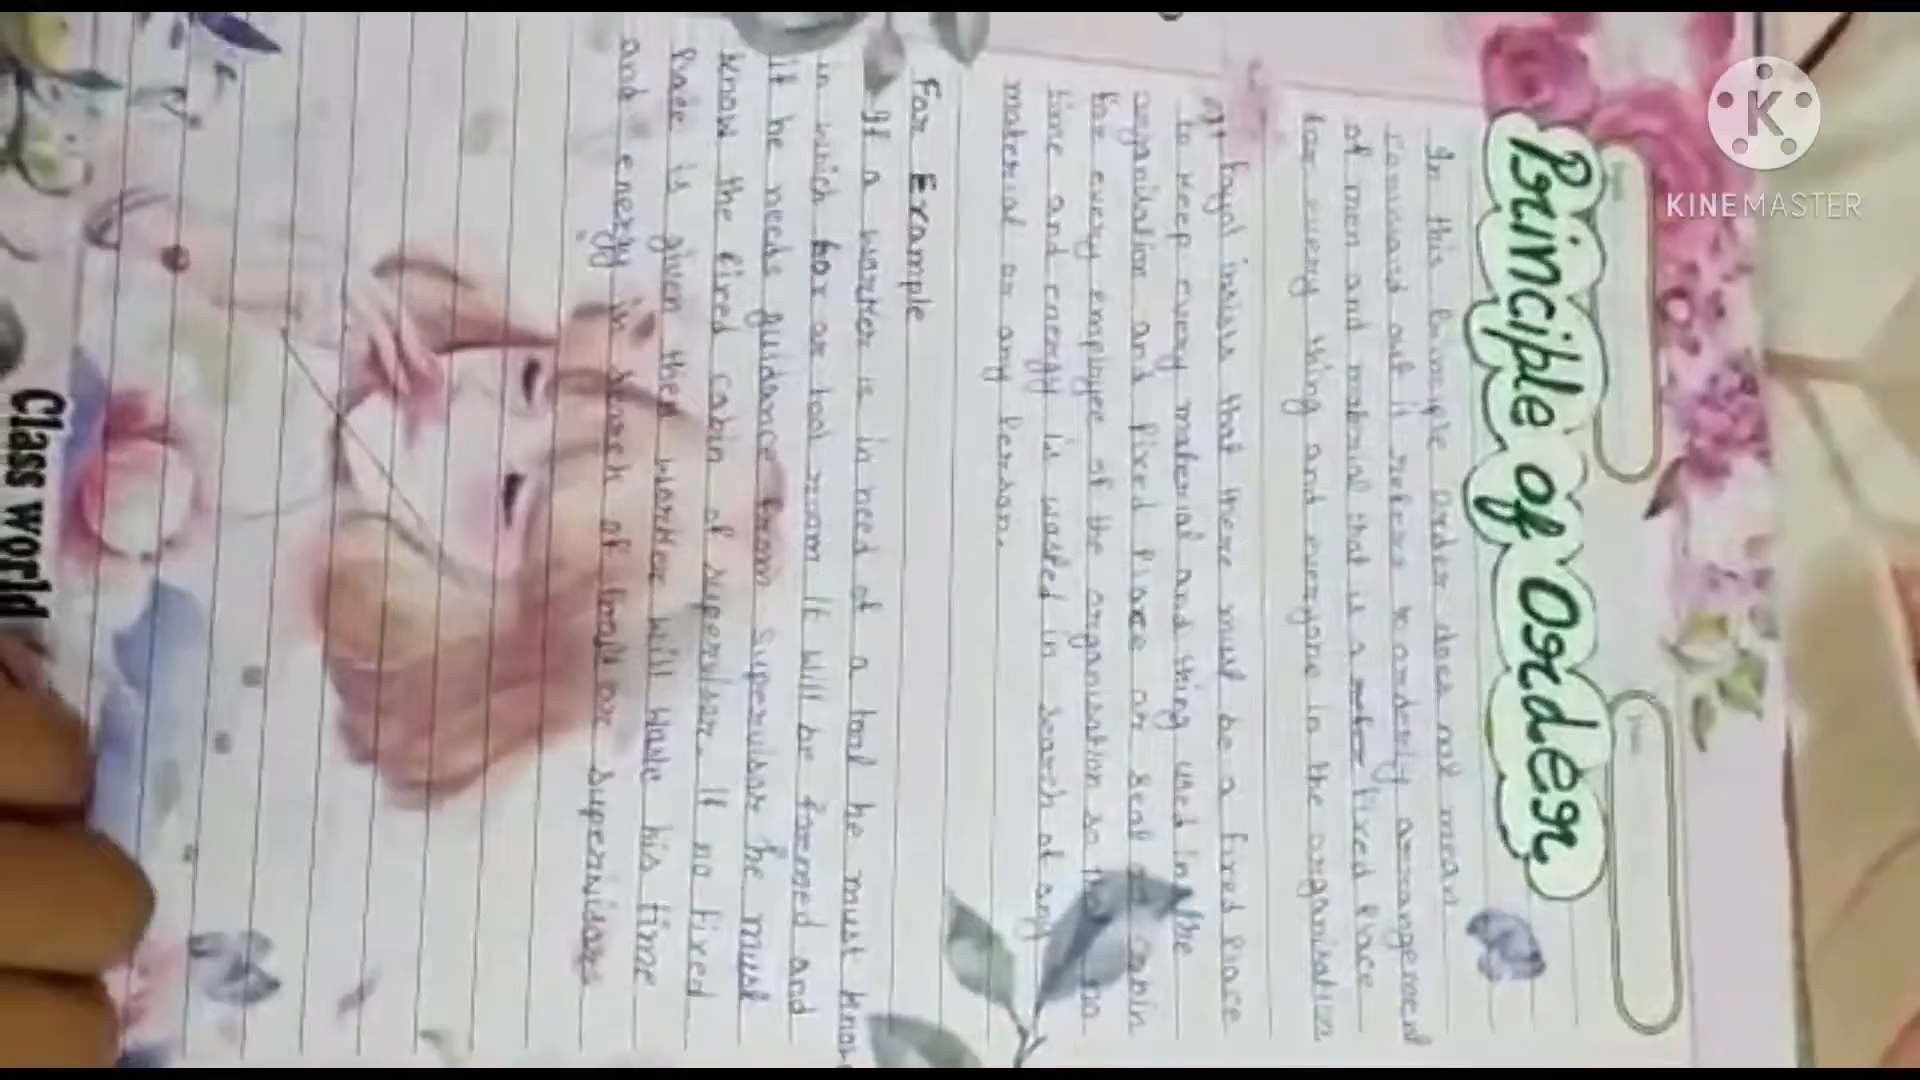 KINEMASTER
Principle of Order
In this Principle order does not mean
command out it refers to orderly arrangement
of men and material that is a fixed Place
for every thing and everyone in the organisation
fayol insists that there must be a fixed place
to keep every material and thing used in the
organisation and fixed Place or seat or cabin
for every employee of the organisation so that no
time and energy is wasted in search of any
material or any Person.
For Example
If a worker is in need of a tool he must know
in which box or tool room it will be formed and
if he needs guidance from supervisor he must
know the fixed cabin of supervisor. If no fixed
Place is given then worker will waste his time
and energy in search of or supervisor
Class world